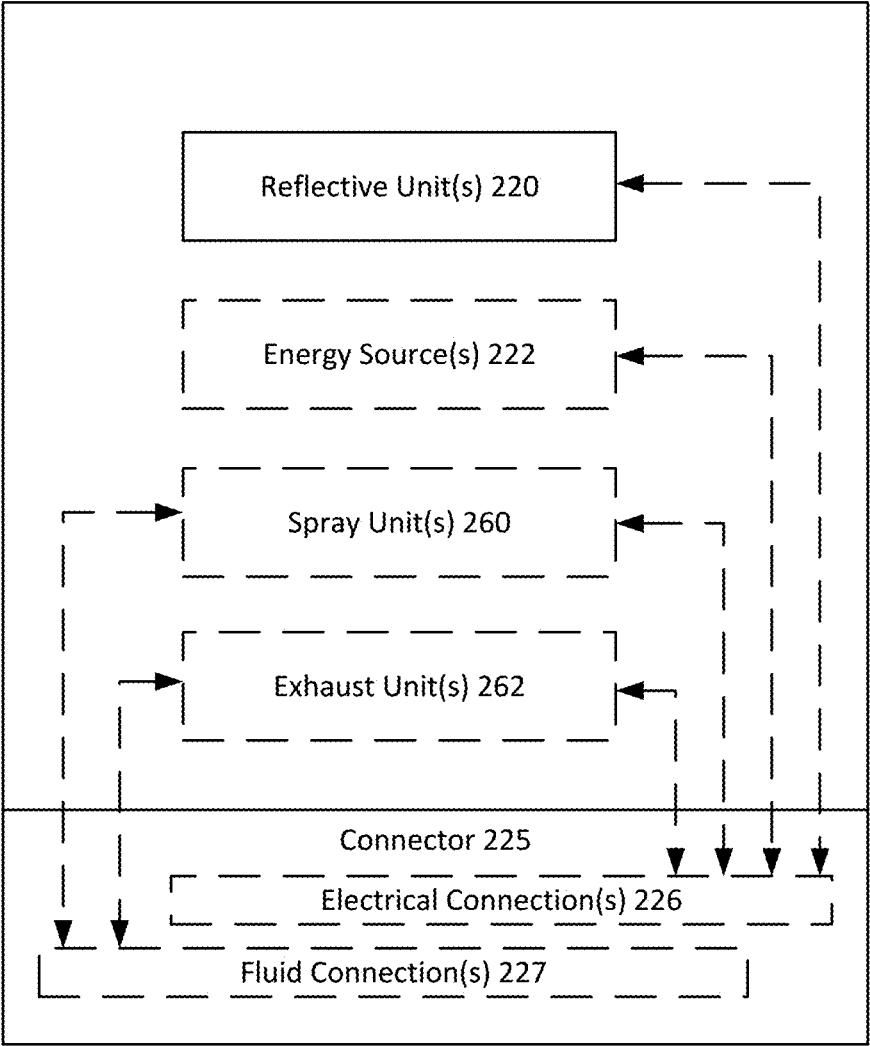 Reflective Unit(s) 220
Energy Source(s) 222
Spray Unit(s) 260
Exhaust Unit(s) 262
Connector 225
Electrical Connection(s) 226
Fluid Connection(s) 227